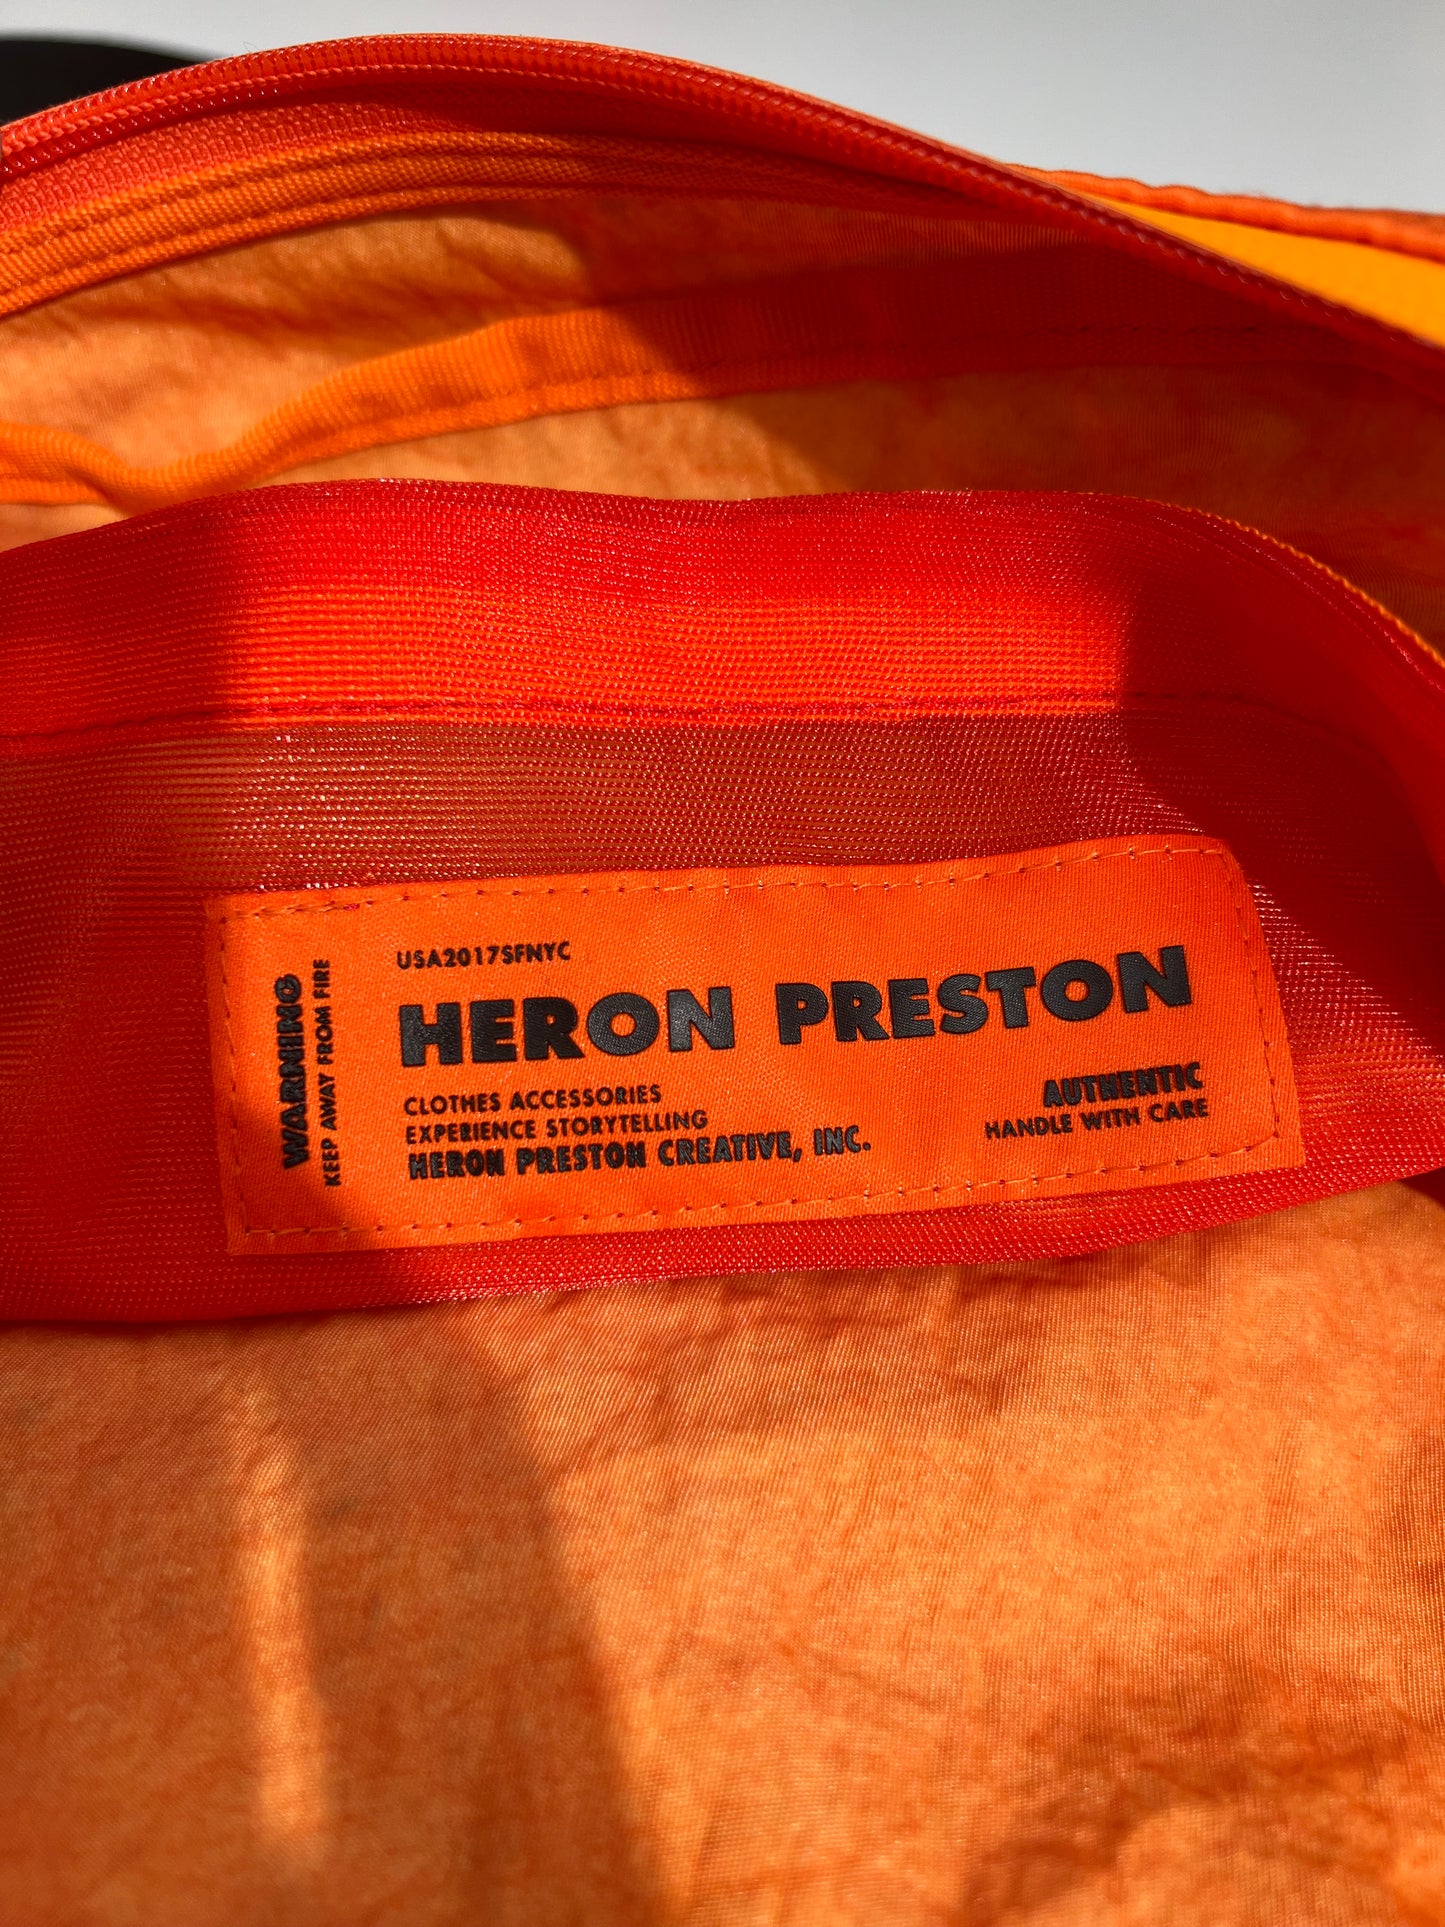 WARNING
KEEP AWAY FROM FIRE
USA2017SFNYC
HERON PRESTON
CLOTHES ACCESSORIES
EXPERIENCE STORYTELLING
HERON PRESTON CREATIVE, INC.
AUTHENTIC
HANDLE WITH CARE